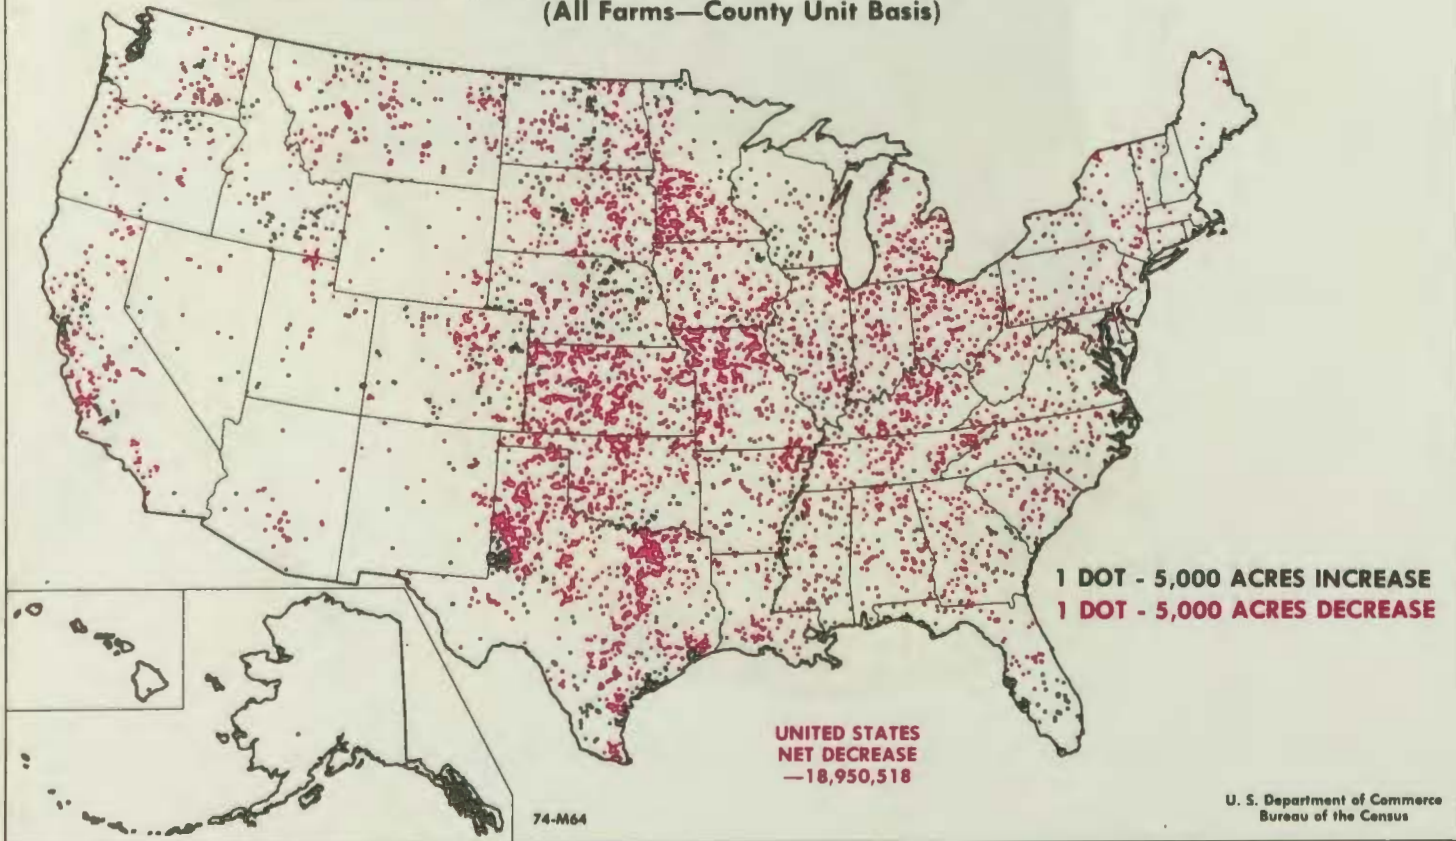 (All Farms—County Unit Basis)
1 DOT - 5,000 ACRES INCREASE
1 DOT - 5,000 ACRES DECREASE
UNITED STATES
NET DECREASE
—18,950,518
74-M64
U. S. Department of Commerce
Bureau of the Census